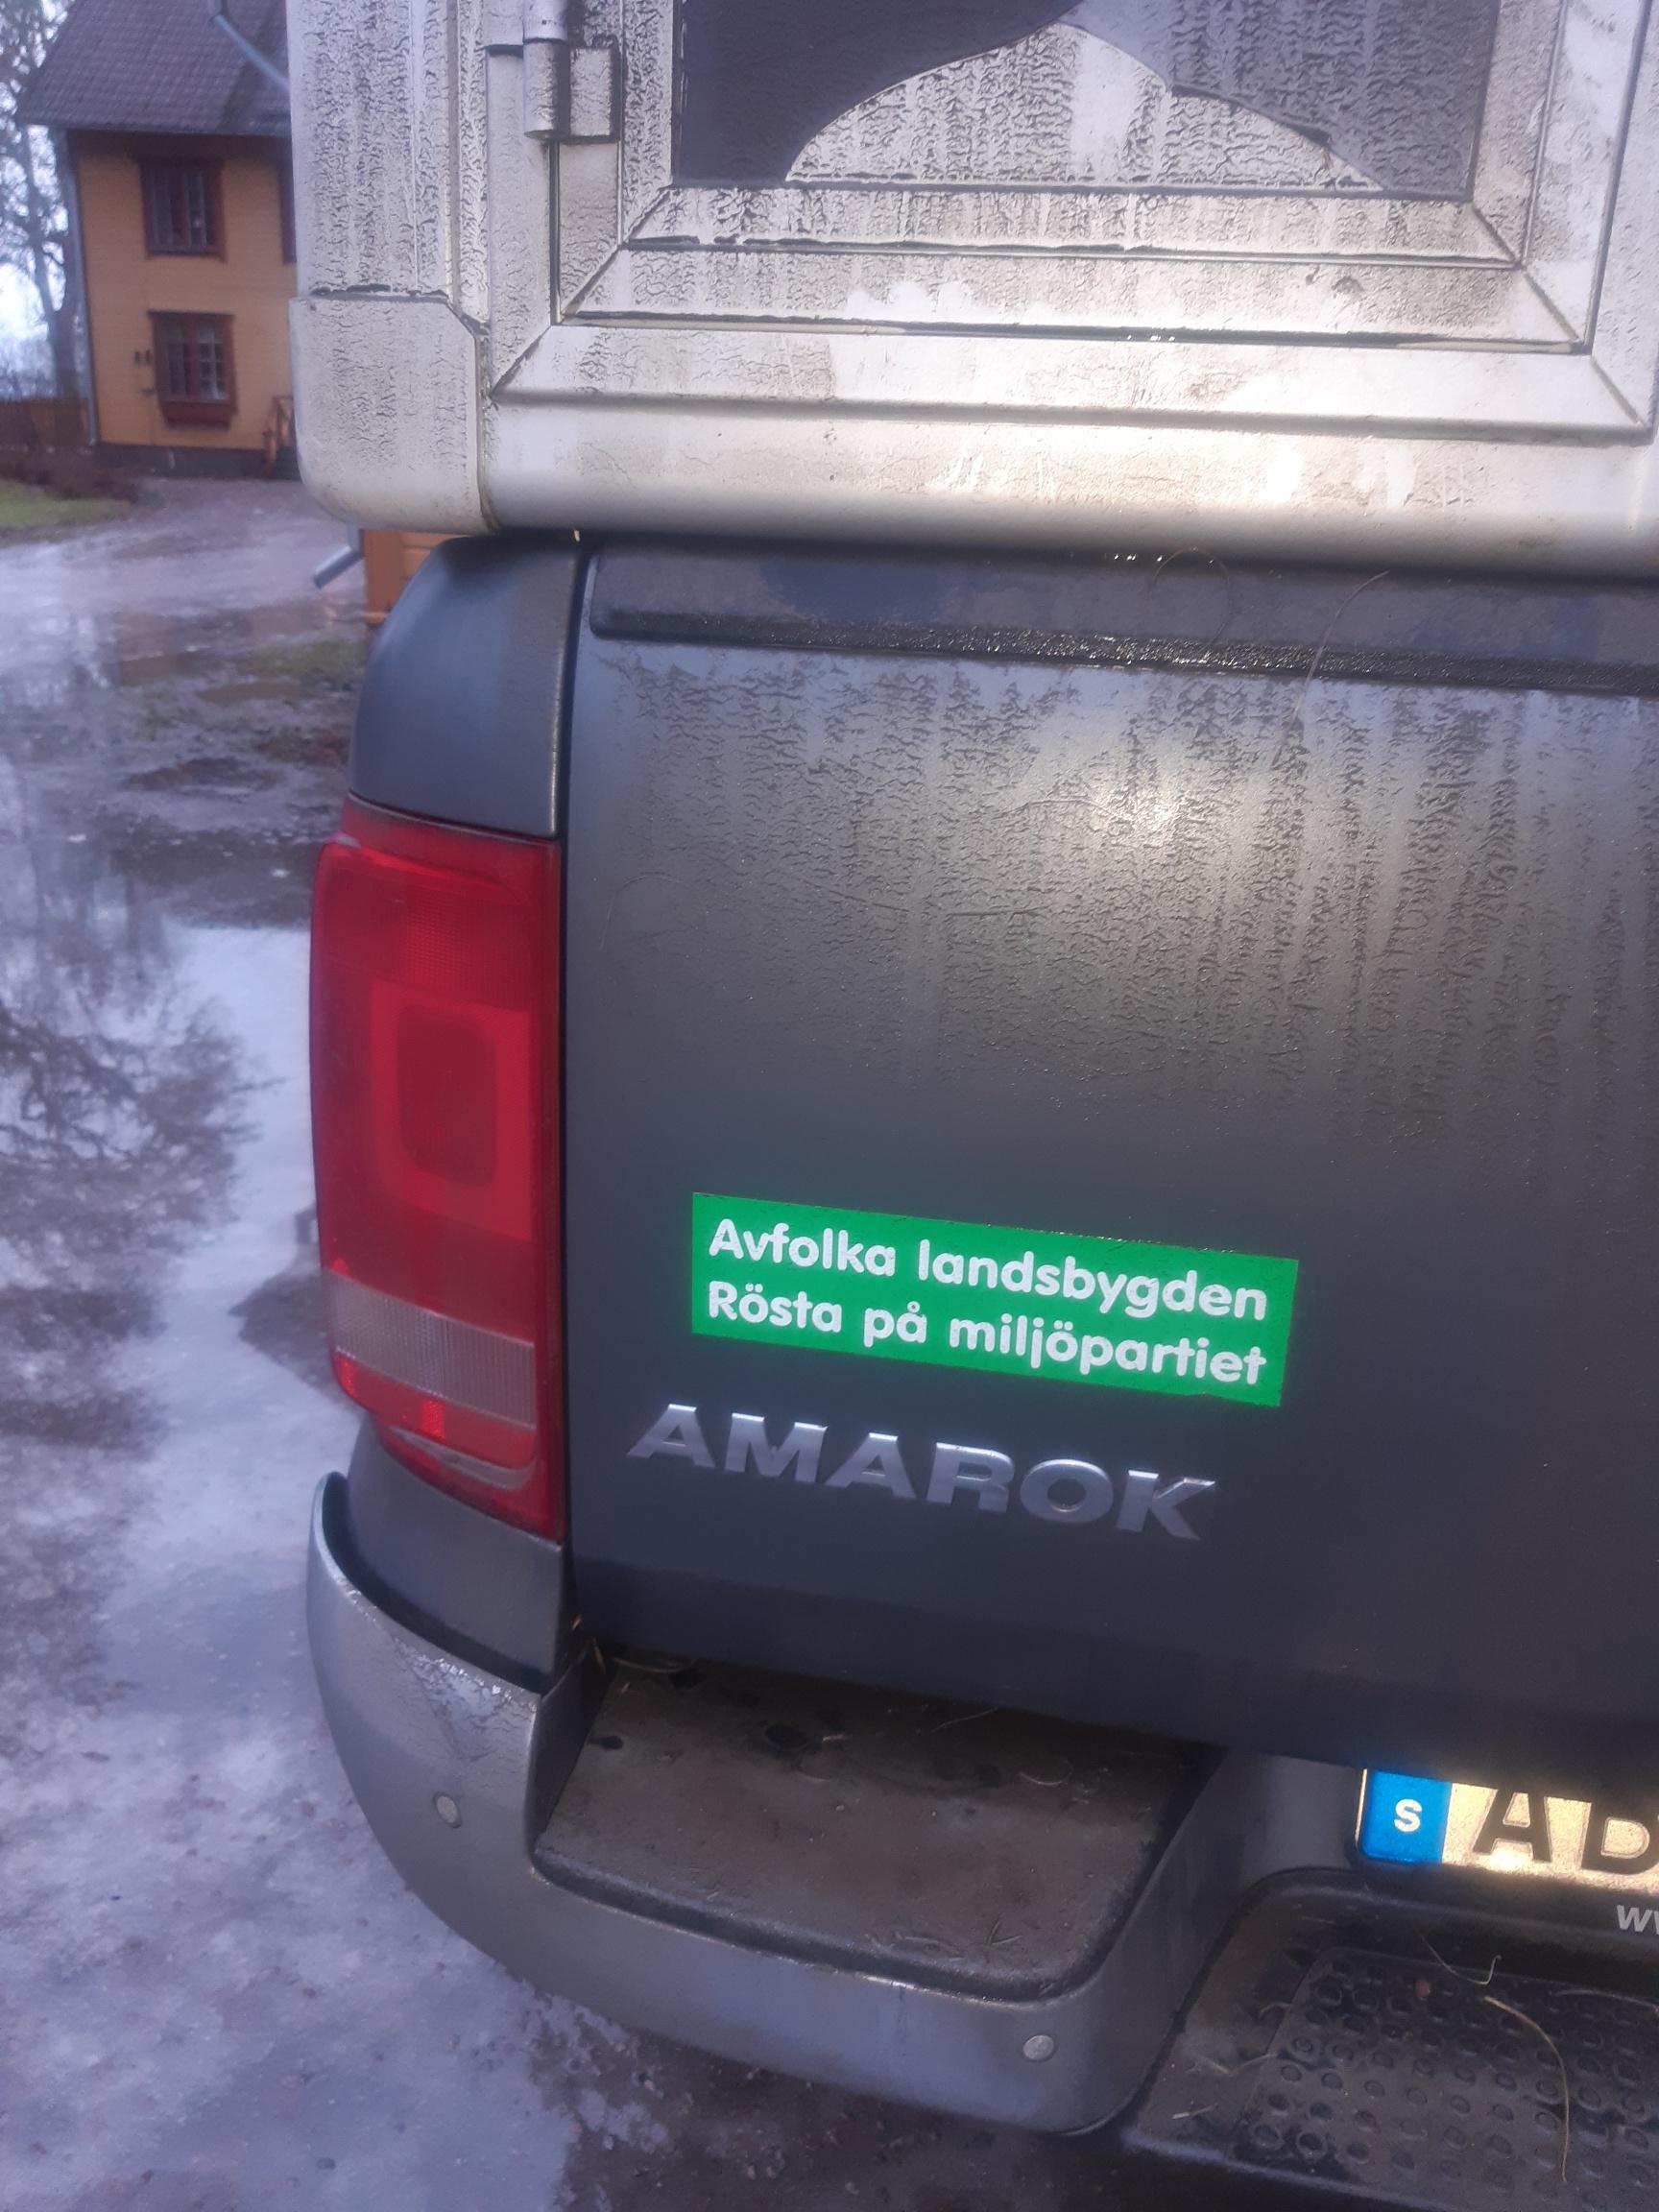 Avfolka landsbygden
Rösta på miljöpartiet
AMAROK
S
A